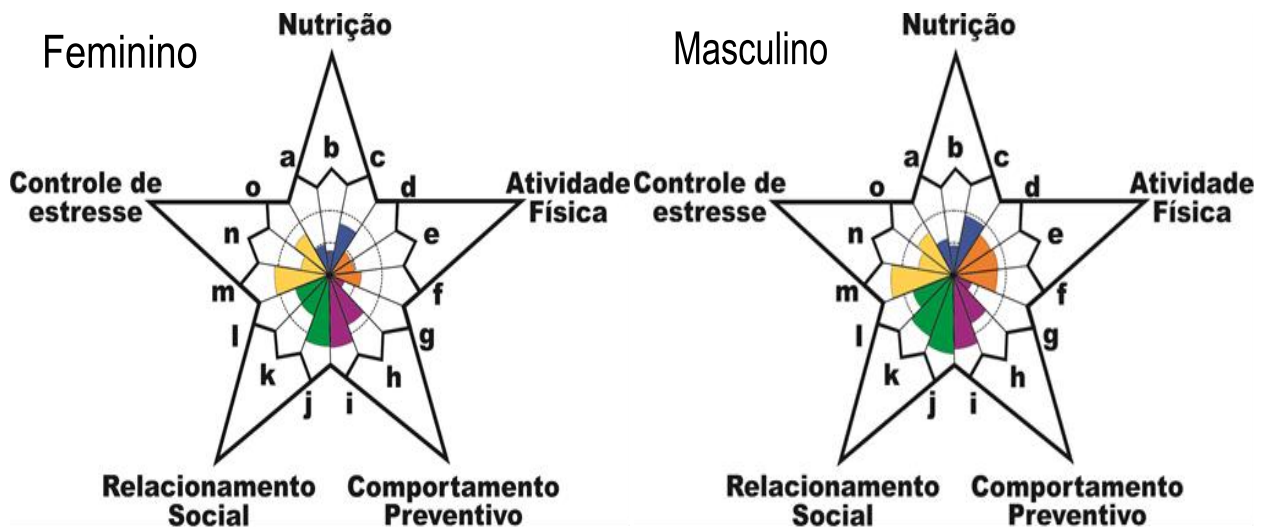 Feminino
Nutrição
a
b
c
d
e
f
g
h
i
j
k
l
m
n
o
Atividade
Física
Controle de
estresse
Relacionamento
Social
Comportamento
Preventivo
Masculino
Nutrição
a
b
c
d
e
f
g
h
i
j
k
l
m
n
o
Atividade
Física
Controle de
estresse
Relacionamento
Social
Comportamento
Preventivo